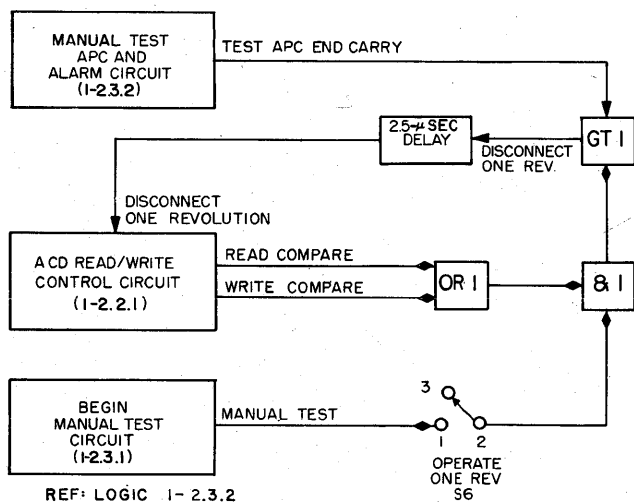 MANUAL TEST
APC AND
ALARM CIRCUIT
(1-2.3.2)
TEST APC END CARRY
2.5-μ SEC
DELAY
GT 1
DISCONNECT
ONE REV.
DISCONNECT
ONE REVOLUTION
ACD READ/WRITE
CONTROL CIRCUIT
(1-2.2.1)
READ COMPARE
WRITE COMPARE
OR 1
& 1
BEGIN
MANUAL TEST
CIRCUIT
(1-2.3.1)
MANUAL TEST
3
1
2
OPERATE
ONE REV
S6
REF: LOGIC 1-2.3.2